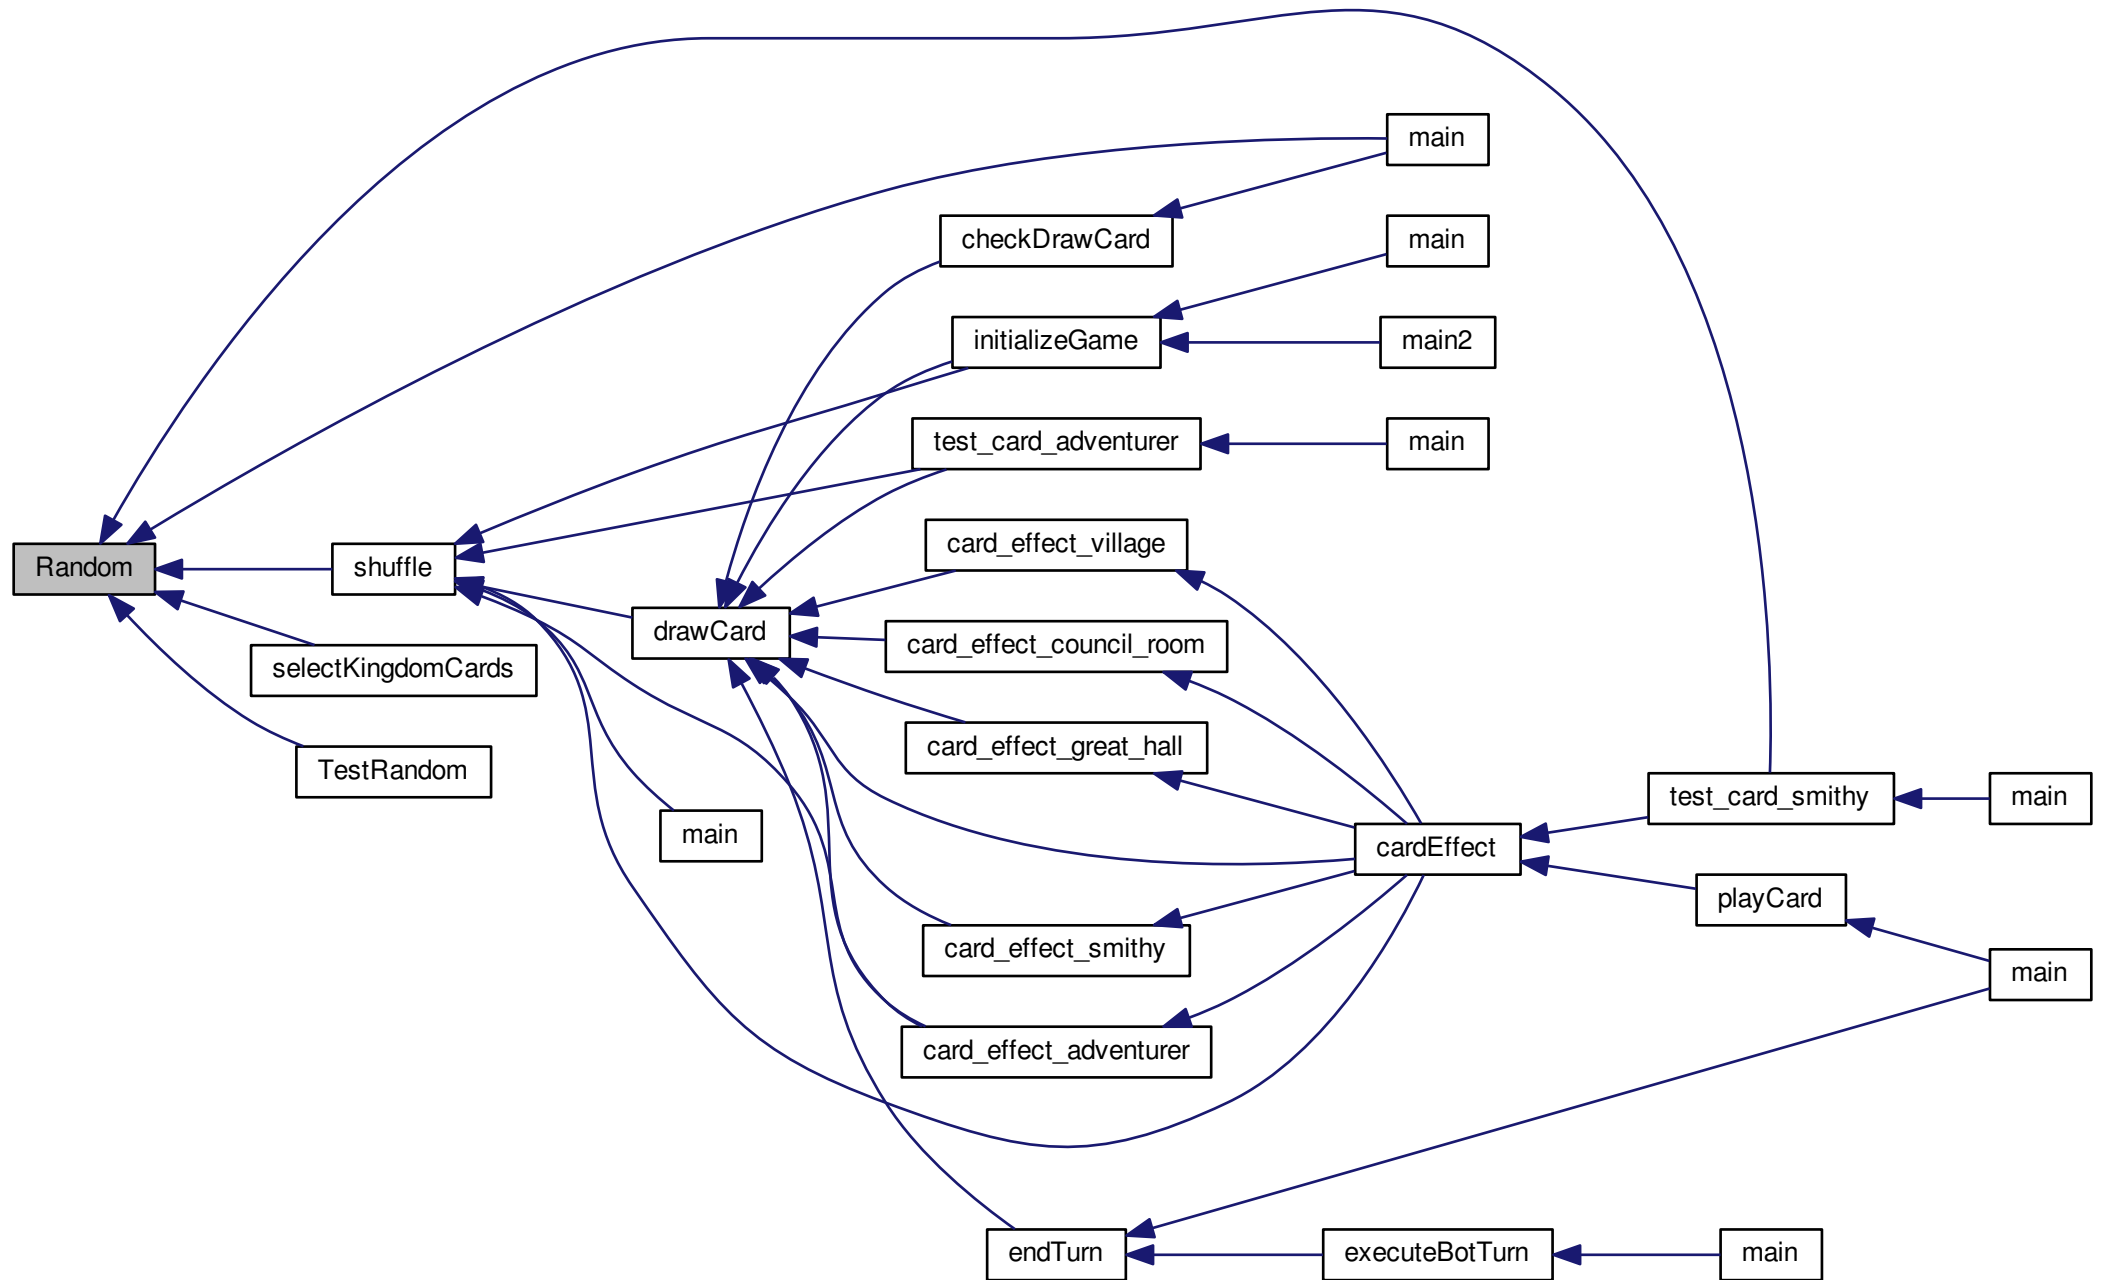 main
checkDrawCard
main
initializeGame
main2
test_card_adventurer
main
card_effect_village
Random
shuffle
drawCard
card_effect_council_room
selectKingdomCards
card_effect_great_hall
TestRandom
test_card_smithy
main
main
cardEffect
playCard
card_effect_smithy
main
card_effect_adventurer
endTurn
executeBotTurn
main